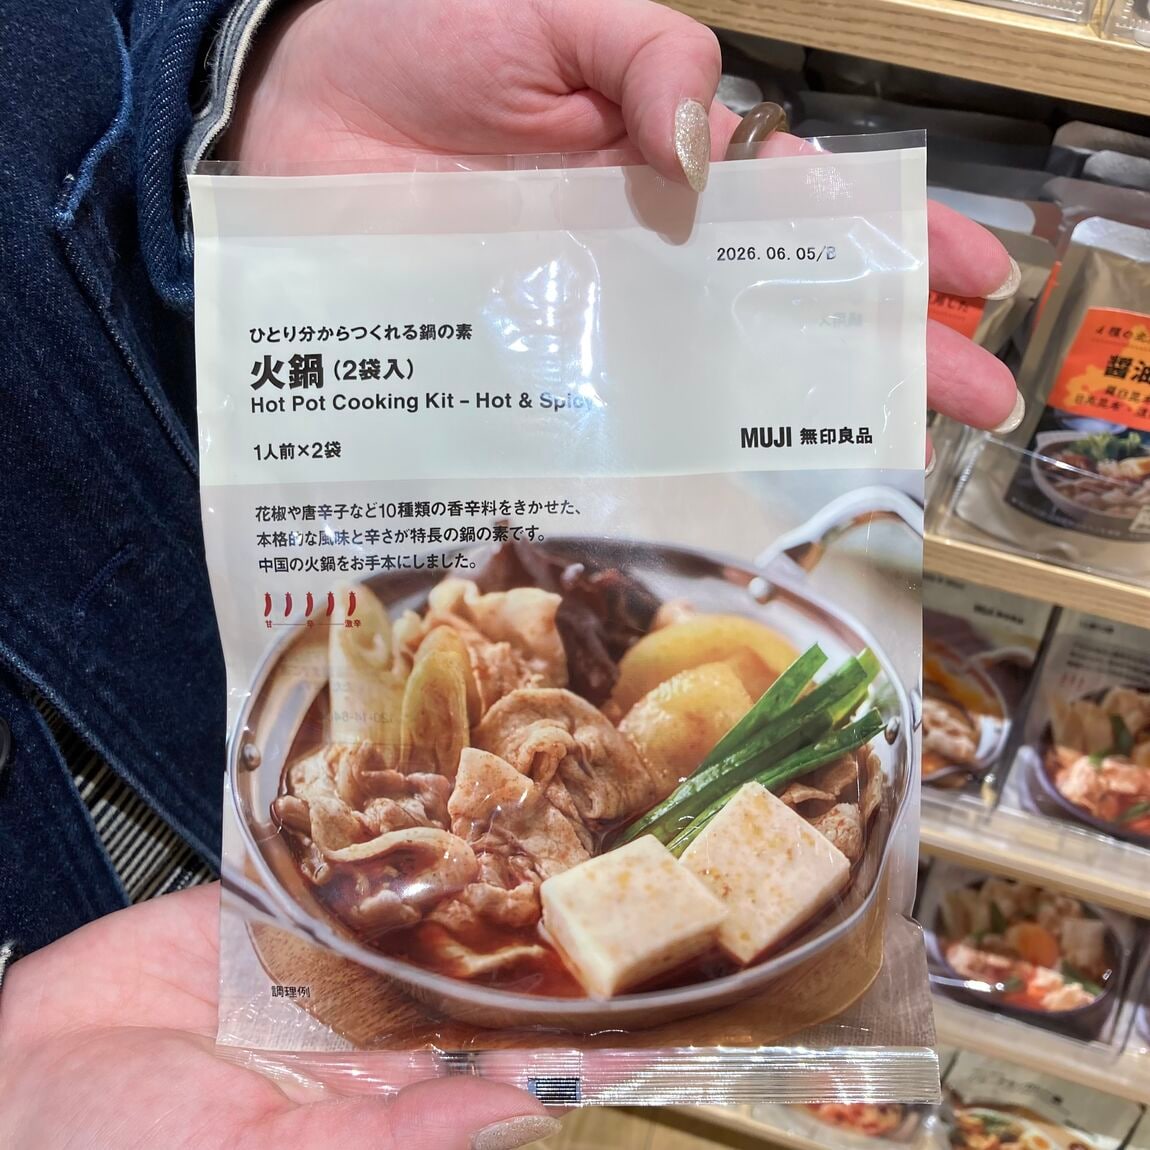 2026.06.05/B
ひとり分からつくれる鍋の素
火鍋(2袋入)
Hot Pot Cooking Kit – Hot & Spicy
1人前×2袋
MUJI 無印良品
花椒や唐辛子など10種類の香辛料をきかせた、
本格的な風味と辛さが特長の鍋の素です。
中国の火鍋をお手本にしました。
甘 辛 激辛
調理例
醤油